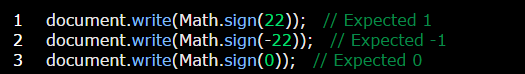 1 document.write(Math.sign(22)); // Expected 1
2 document.write(Math.sign(-22)); // Expected -1
3 document.write(Math.sign(0)); // Expected 0